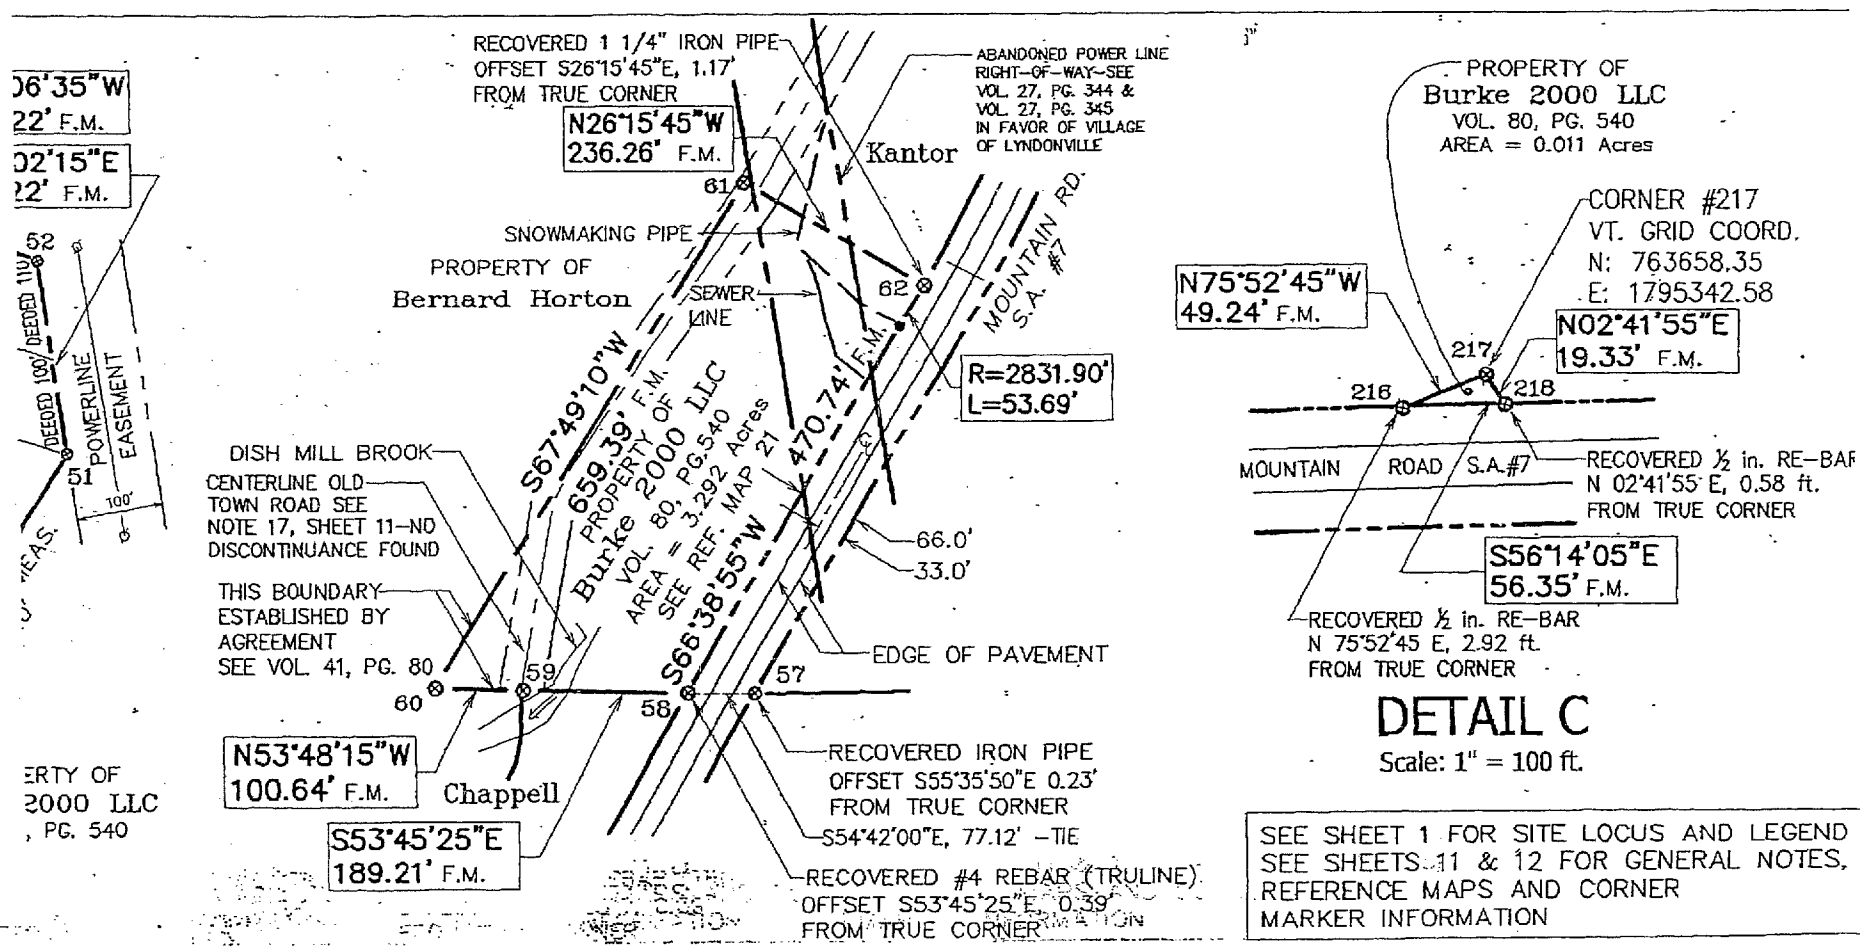 06'35"W
22' F.M.
02'15"E
22' F.M.
52
DEEDED 110'
DEEDED 100'
POWERLINE
EASEMENT
51
100'
MEAS.
ERTY OF
2000 LLC
, PG. 540
RECOVERED 1 1/4" IRON PIPE
OFFSET S26°15'45"E, 1.17'
FROM TRUE CORNER
N26°15'45"W
236.26' F.M.
ABANDONED POWER LINE
RIGHT-OF-WAY-SEE
VOL. 27, PG. 344 &
VOL. 27, PG. 345
IN FAVOR OF VILLAGE
OF LYNDONVILLE
Kantor
61
SNOWMAKING PIPE
PROPERTY OF
Bernard Horton
SEWER
LINE
62
MOUNTAIN RD.
S.A. #7
R=2831.90'
L=53.69'
S67°49'10"W
659.39' F.M.
PROPERTY OF
Burke 2000 LLC
VOL. 80, PG.540
AREA = 3.292 Acres
SEE REF. MAP 21
S66°38'55"W 470.74' F.M.
DISH MILL BROOK
CENTERLINE OLD
TOWN ROAD SEE
NOTE 17, SHEET 11-NO
DISCONTINUANCE FOUND
THIS BOUNDARY
ESTABLISHED BY
AGREEMENT
SEE VOL. 41, PG. 80
66.0'
33.0'
EDGE OF PAVEMENT
60
59
58
57
N53°48'15"W
100.64' F.M.
Chappell
S53°45'25"E
189.21' F.M.
RECOVERED IRON PIPE
OFFSET S55°35'50"E 0.23'
FROM TRUE CORNER
S54°42'00"E, 77.12' -TIE
RECOVERED #4 REBAR (TRULINE)
OFFSET S53°45'25"E, 0.39'
FROM TRUE CORNER
PROPERTY OF
Burke 2000 LLC
VOL. 80, PG. 540
AREA = 0.011 Acres
CORNER #217
VT. GRID COORD.
N: 763658.35
E: 1795342.58
N75°52'45"W
49.24' F.M.
N02°41'55"E
19.33' F.M.
217
216
218
MOUNTAIN ROAD S.A.#7
RECOVERED ½ in. RE-BAR
N 02°41'55 E, 0.58 ft.
FROM TRUE CORNER
S56°14'05"E
56.35' F.M.
RECOVERED ½ in. RE-BAR
N 75°52'45 E, 2.92 ft.
FROM TRUE CORNER
DETAIL C
Scale: 1" = 100 ft.
SEE SHEET 1 FOR SITE LOCUS AND LEGEND
SEE SHEETS 11 & 12 FOR GENERAL NOTES,
REFERENCE MAPS AND CORNER
MARKER INFORMATION